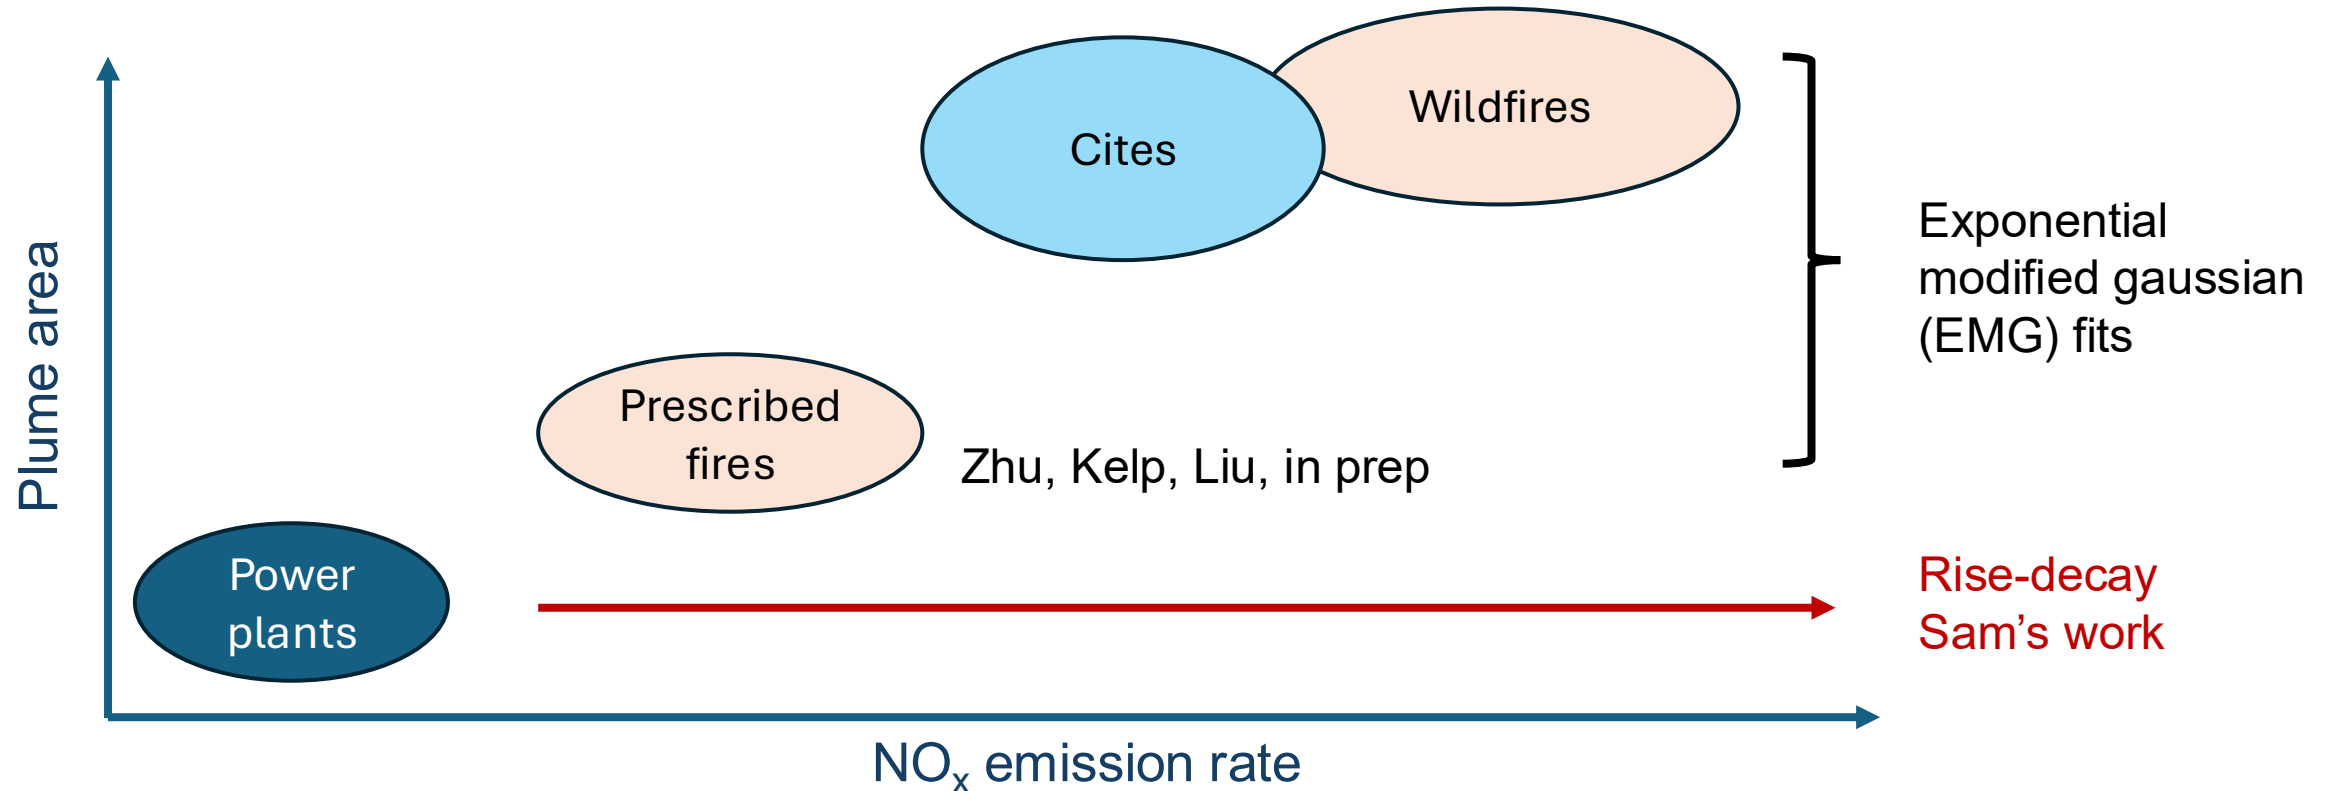 Plume area
Cites
Wildfires
Exponential
modified gaussian
(EMG) fits
Prescribed
fires
Zhu, Kelp, Liu, in prep
Power
plants
Rise-decay
Sam’s work
NOx emission rate